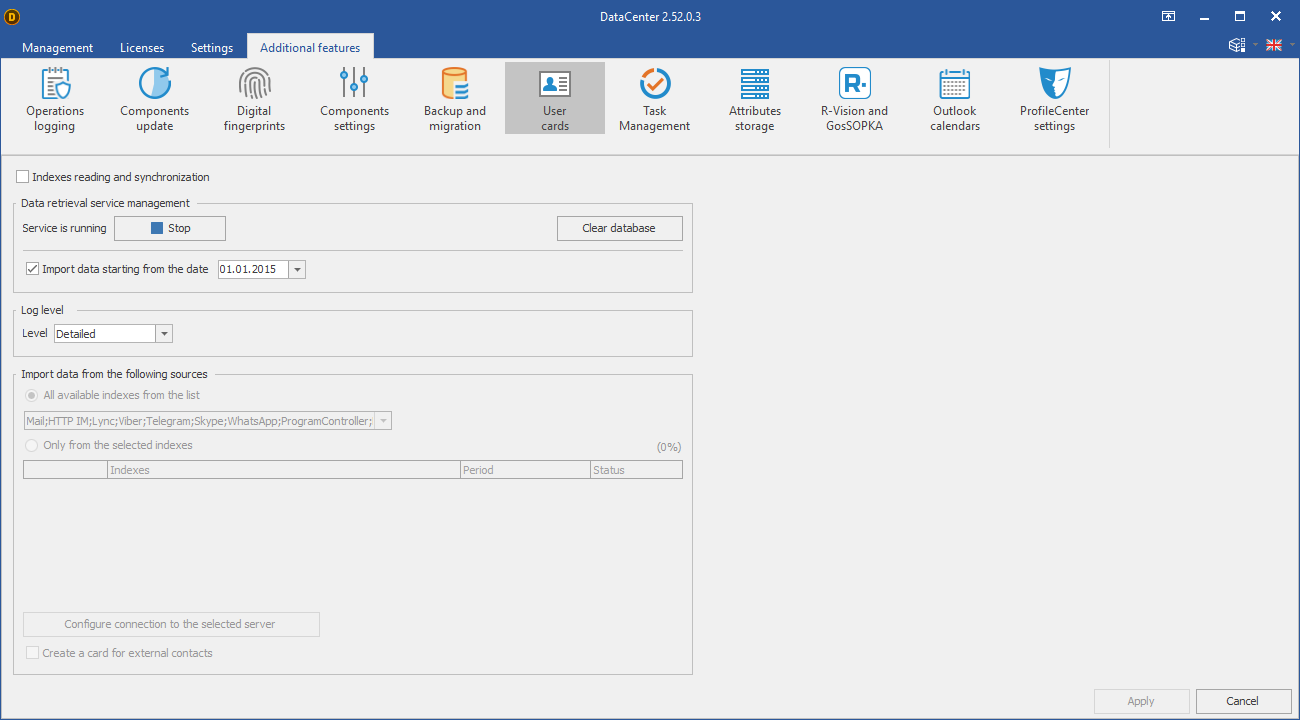 D
DataCenter 2.52.0.3
Management Licenses Settings Additional features
Operations logging
Components update
Digital fingerprints
Components settings
Backup and migration
User cards
Task Management
Attributes storage
R-Vision and GosSOPKA
Outlook calendars
ProfileCenter settings
R.
Indexes reading and synchronization
Data retrieval service management
Service is running Stop Clear database
Import data starting from the date 01.01.2015
Log level
Level Detailed
Import data from the following sources
All available indexes from the list
Mail;HTTP IM;Lync;Viber;Telegram;Skype;WhatsApp;ProgramController;
Only from the selected indexes (0%)
Indexes Period Status
Configure connection to the selected server
Create a card for external contacts
Apply Cancel